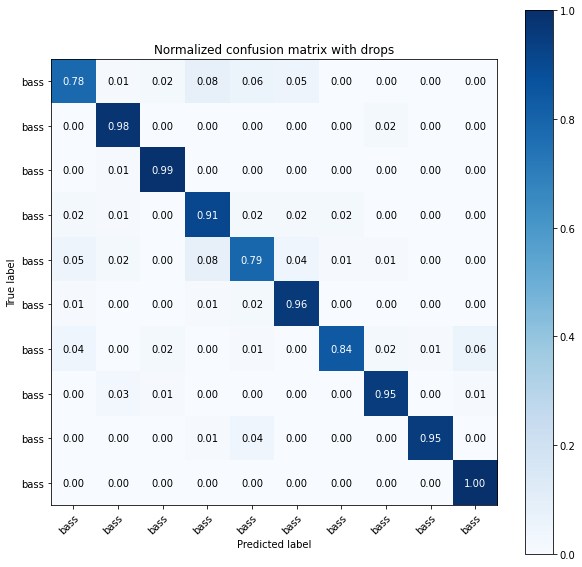 Normalized confusion matrix with drops
bass 0.78 0.01 0.02 0.08 0.06 0.05 0.00 0.00 0.00 0.00
bass 0.00 0.98 0.00 0.00 0.00 0.00 0.00 0.02 0.00 0.00
bass 0.00 0.01 0.99 0.00 0.00 0.00 0.00 0.00 0.00 0.00
bass 0.02 0.01 0.00 0.91 0.02 0.02 0.02 0.00 0.00 0.00
bass 0.05 0.02 0.00 0.08 0.79 0.04 0.01 0.01 0.00 0.00
bass 0.01 0.00 0.00 0.01 0.02 0.96 0.00 0.00 0.00 0.00
bass 0.04 0.00 0.02 0.00 0.01 0.00 0.84 0.02 0.01 0.06
bass 0.00 0.03 0.01 0.00 0.00 0.00 0.00 0.95 0.00 0.01
bass 0.00 0.00 0.00 0.01 0.04 0.00 0.00 0.00 0.95 0.00
bass 0.00 0.00 0.00 0.00 0.00 0.00 0.00 0.00 0.00 1.00
bass bass bass bass bass bass bass bass bass bass
True label
Predicted label
1.0
0.8
0.6
0.4
0.2
0.0